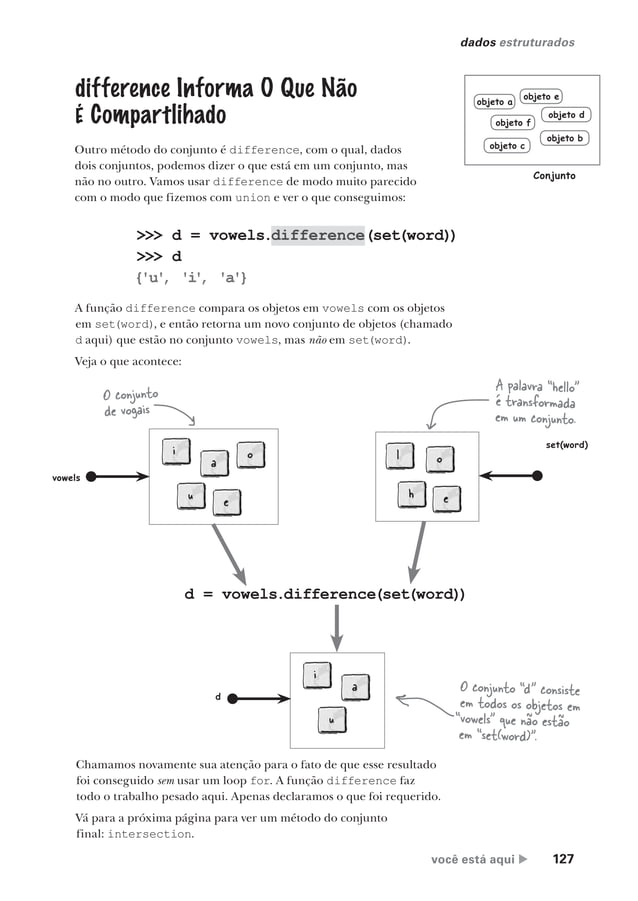 dados estruturados
difference Informa O Que Não
É Compartlihado
objeto a
objeto e
objeto f
objeto d
objeto c
objeto b
Conjunto
Outro método do conjunto é difference, com o qual, dados
dois conjuntos, podemos dizer o que está em um conjunto, mas
não no outro. Vamos usar difference de modo muito parecido
com o modo que fizemos com union e ver o que conseguimos:
>>> d = vowels.difference(set(word))
>>> d
{'u', 'i', 'a'}
A função difference compara os objetos em vowels com os objetos
em set(word), e então retorna um novo conjunto de objetos (chamado
d aqui) que estão no conjunto vowels, mas não em set(word).
Veja o que acontece:
O conjunto
de vogais
A palavra "hello"
é transformada
em um conjunto.
vowels
i
a
o
u
e
l
o
h
e
set(word)
d = vowels.difference(set(word))
d
i
a
u
O conjunto "d" consiste
em todos os objetos em
"vowels" que não estão
em "set(word)".
Chamamos novamente sua atenção para o fato de que esse resultado
foi conseguido sem usar um loop for. A função difference faz
todo o trabalho pesado aqui. Apenas declaramos o que foi requerido.
Vá para a próxima página para ver um método do conjunto
final: intersection.
você está aqui ▶ 127